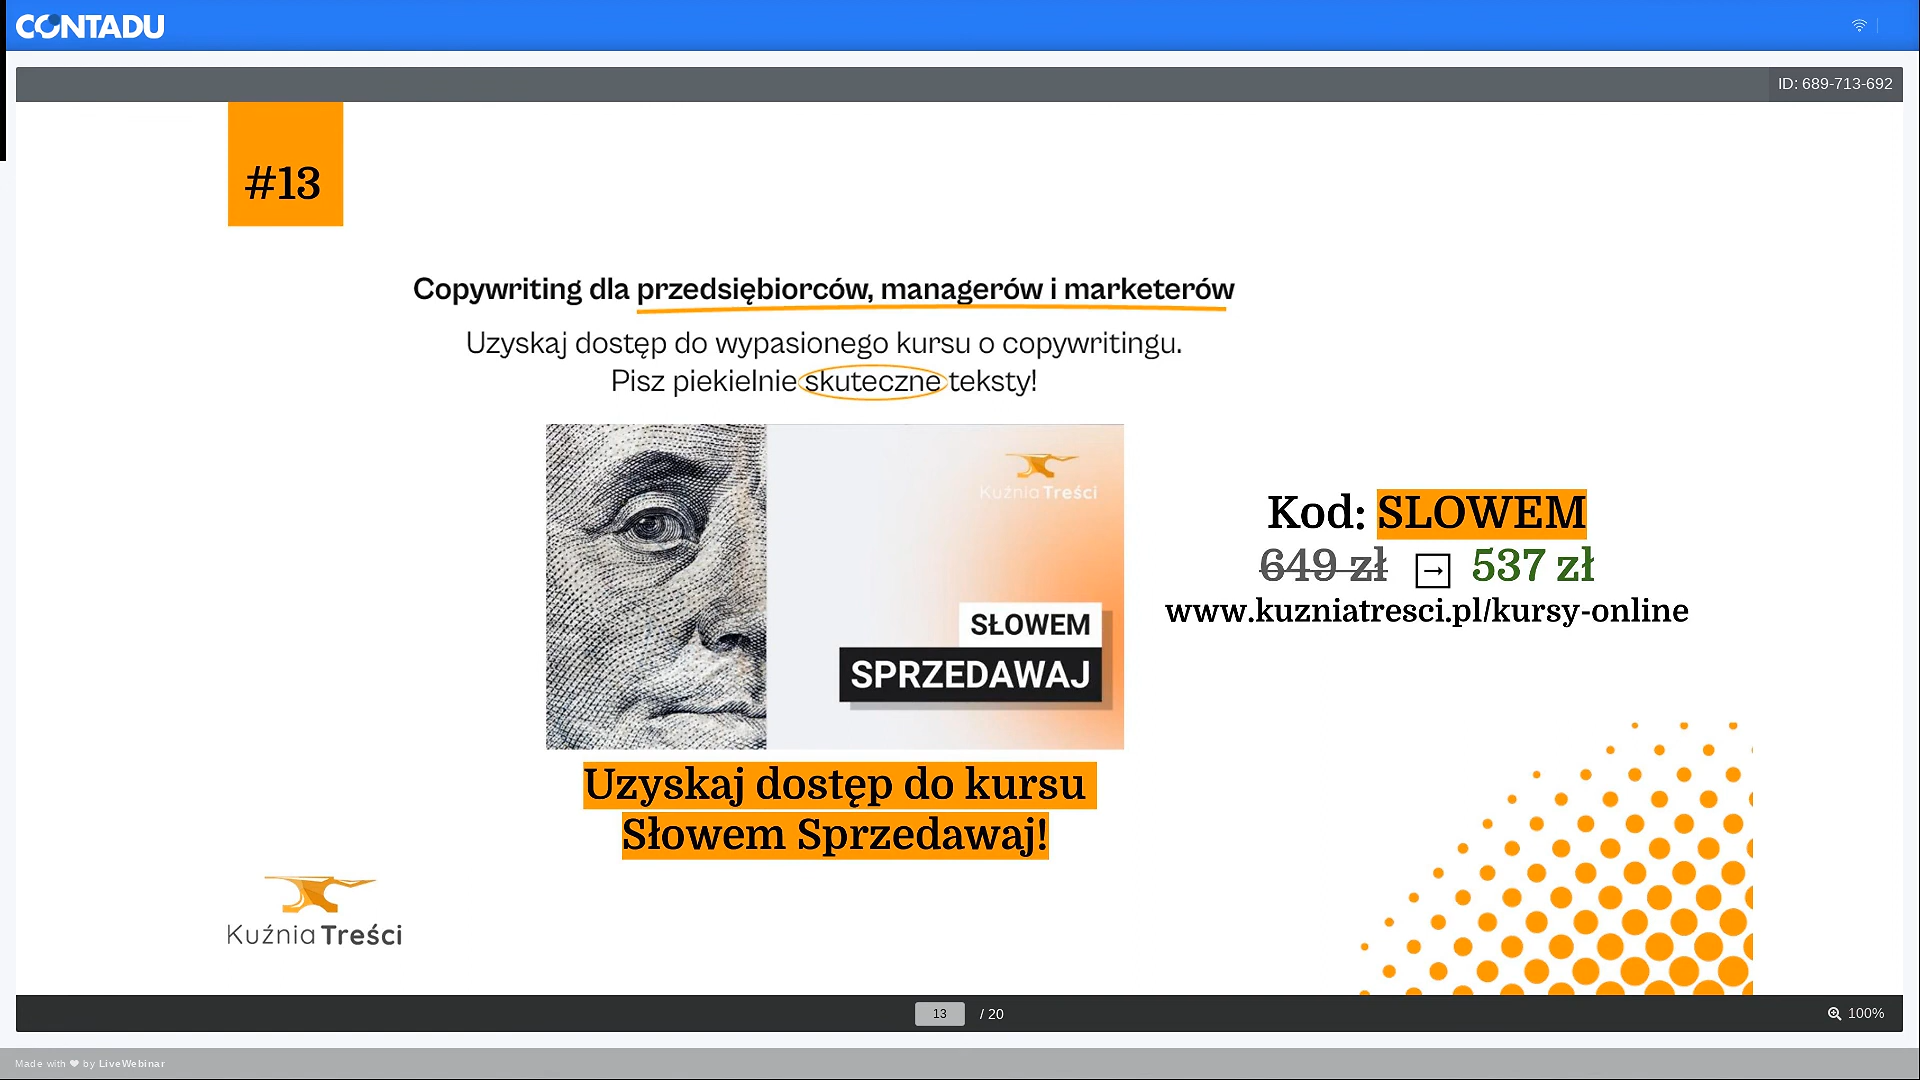 CONTADU
ID: 689-713-692
#13
Copywriting dla przedsiębiorców, managerów i marketerów
Uzyskaj dostęp do wypasionego kursu o copywritingu.
Pisz piekielnie skuteczne teksty!
Kuźnia Treści
SŁOWEM
SPRZEDAWAJ
Kod: SLOWEM
649 zł → 537 zł
www.kuzniatresci.pl/kursy-online
Uzyskaj dostęp do kursu
Słowem Sprzedawaj!
Kuźnia Treści
13 / 20
100%
Made with ❤ by LiveWebinar